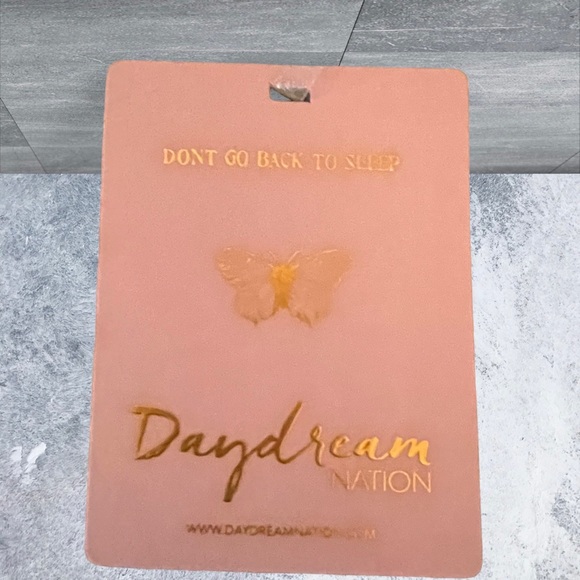 DONT GO BACK TO SLEEP
Daydream
NATION
WWW.DAYDREAMNATION.COM